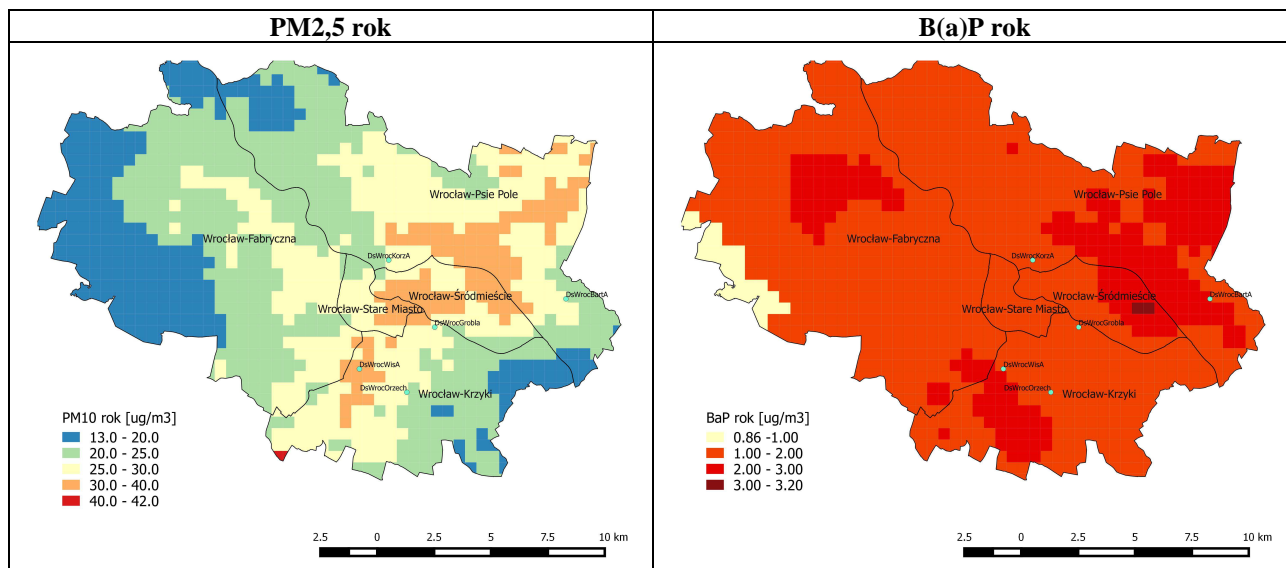 PM2,5 rok
B(a)P rok
Wrocław-Psie Pole
Wrocław-Fabryczna
DsWrocKorzA
Wrocław-Śródmieście
DsWrocBartA
Wrocław-Stare Miasto
DsWrocGrobla
DsWrocWisA
DsWrocOrzech
Wrocław-Krzyki
PM10 rok [ug/m3]
13.0 - 20.0
20.0 - 25.0
25.0 - 30.0
30.0 - 40.0
40.0 - 42.0
2.5 0 2.5 5 7.5 10 km
Wrocław-Psie Pole
Wrocław-Fabryczna
DsWrocKorzA
Wrocław-Śródmieście
DsWrocBartA
Wrocław-Stare Miasto
DsWrocGrobla
DsWrocWisA
DsWrocOrzech
Wrocław-Krzyki
BaP rok [ug/m3]
0.86 -1.00
1.00 - 2.00
2.00 - 3.00
3.00 - 3.20
2.5 0 2.5 5 7.5 10 km